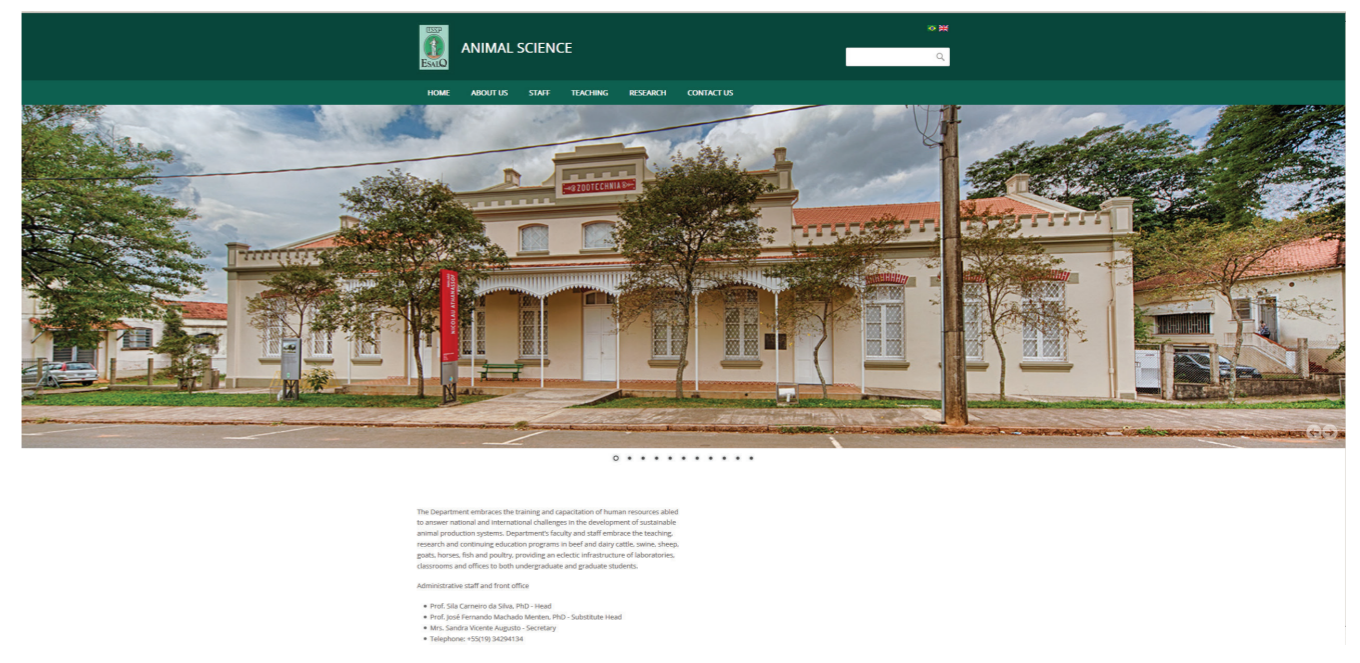 USP
ESALQ
ANIMAL SCIENCE
HOME ABOUT US STAFF TEACHING RESEARCH CONTACT US
ZOOTECHNIA
NICOLAU ATHANASSOF
The Department embraces the training and capacitation of human resources abled
to answer national and international challenges in the development of sustainable
animal production systems. Department's faculty and staff embrace the teaching,
research and continuing education programs in beef and dairy cattle, swine, sheep,
goats, horses, fish and poultry, providing an eclectic infrastructure of laboratories,
classrooms and offices to both undergraduate and graduate students.
Administrative staff and front office
Prof. Sila Carneiro da Silva, PhD - Head
Prof. José Fernando Machado Menten, PhD - Substitute Head
Mrs. Sandra Vicente Augusto - Secretary
Telephone: +55(19) 34294134